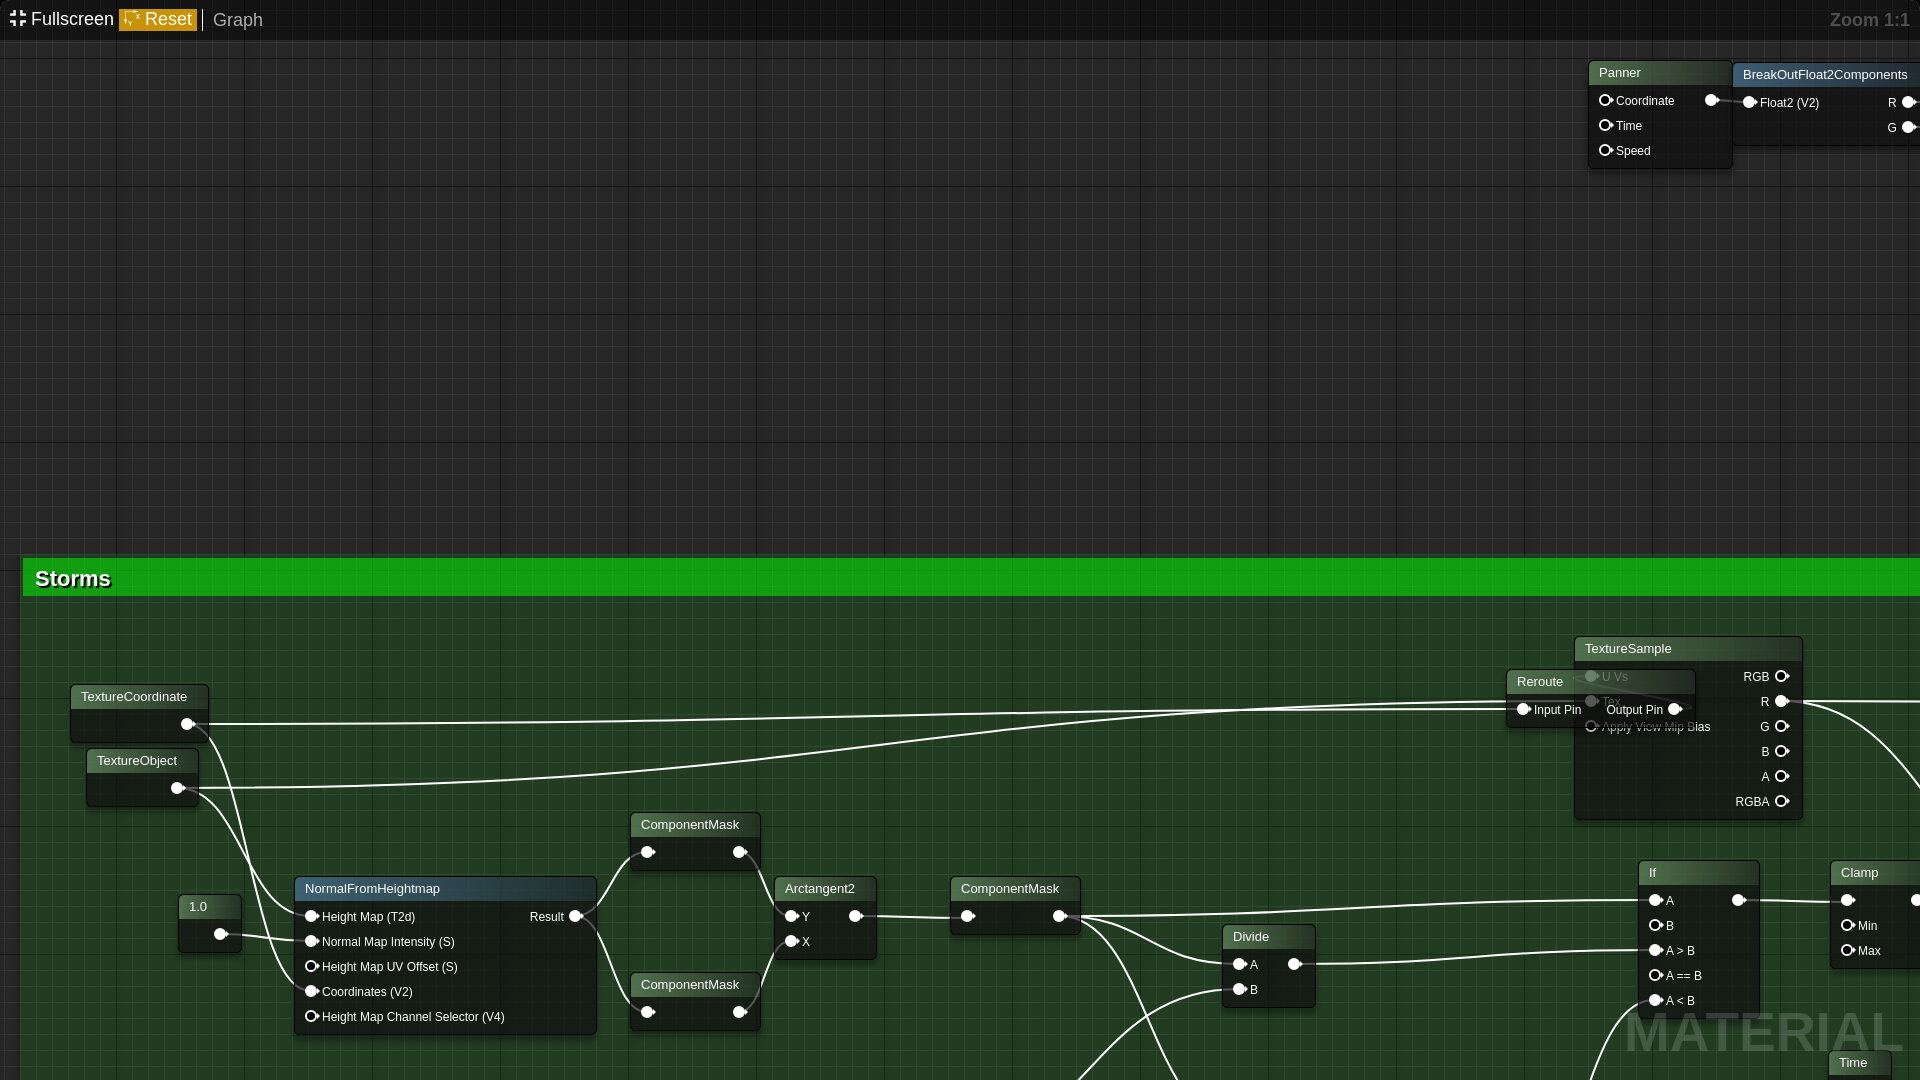 Fullscreen Reset Graph Zoom 1:1
Panner
Coordinate
Time
Speed
BreakOutFloat2Components
Float2 (V2) R
G
Storms
TextureCoordinate
TextureObject
TextureSample
U Vs RGB
Tex R
Apply View Mip Bias G
B
A
RGBA
Reroute
Input Pin Output Pin
1.0
NormalFromHeightmap
Height Map (T2d) Result
Normal Map Intensity (S)
Height Map UV Offset (S)
Coordinates (V2)
Height Map Channel Selector (V4)
ComponentMask
ComponentMask
Arctangent2
Y
X
ComponentMask
Divide
A
B
If
A
B
A > B
A == B
A < B
Clamp
Min
Max
MATERIAL
Time